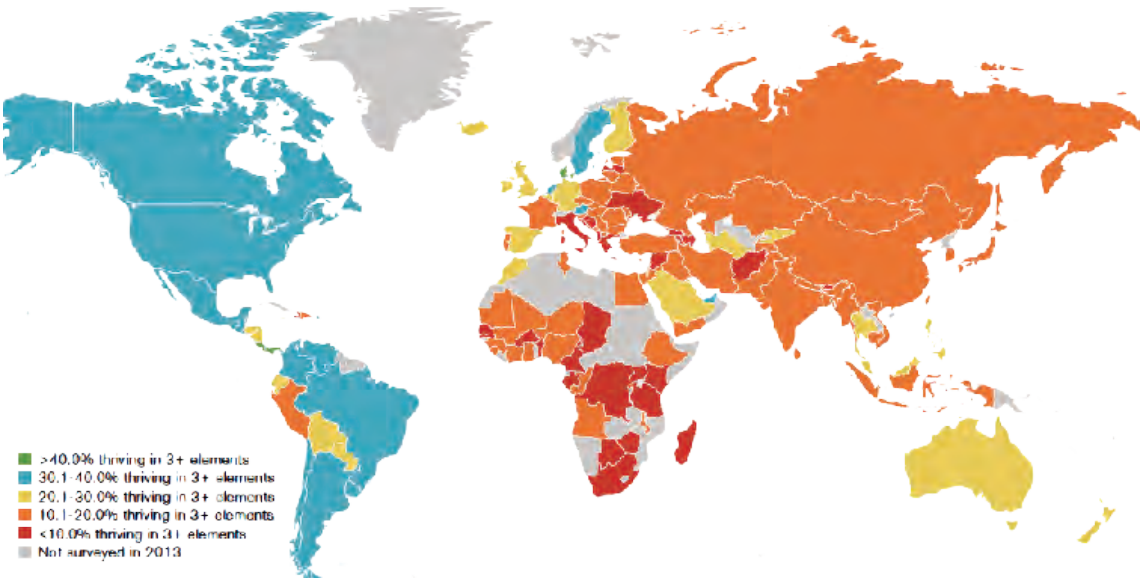 >40.0% thriving in 3+ elements
30.1-40.0% thriving in 3+ elements
20.1-30.0% thriving in 3+ elements
10.1-20.0% thriving in 3+ elements
<10.0% thriving in 3+ elements
Not surveyed in 2013